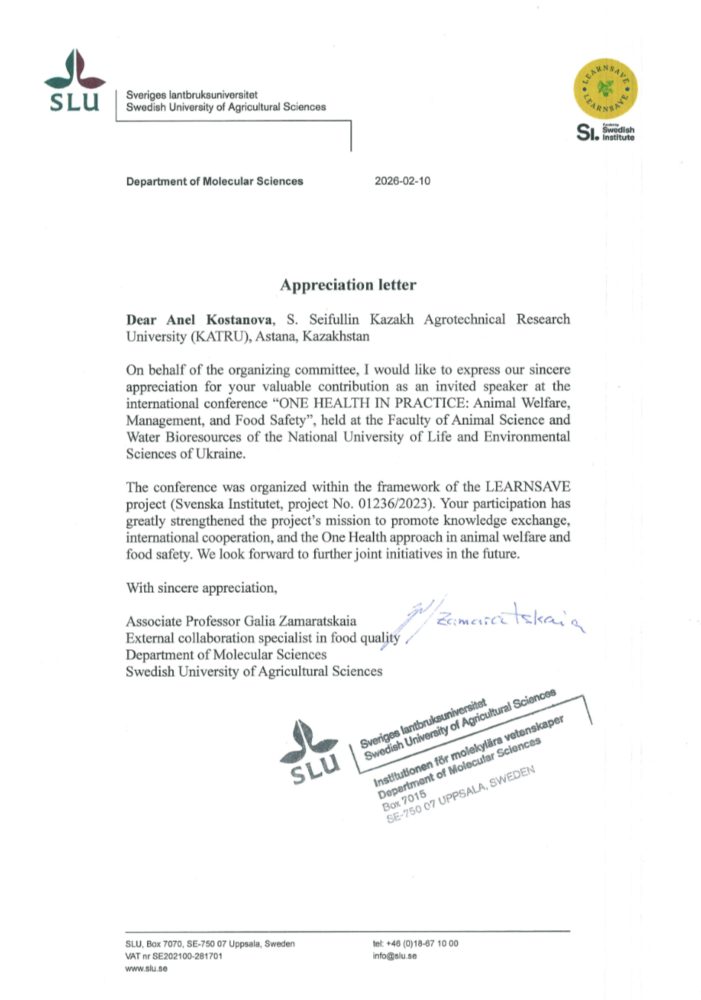 SLU
Sveriges lantbruksuniversitet
Swedish University of Agricultural Sciences
LEARNSAVE
LEARNSAVE
SI. Funded by
Swedish
Institute
Department of Molecular Sciences
2026-02-10
Appreciation letter
Dear Anel Kostanova, S. Seifullin Kazakh Agrotechnical Research
University (KATRU), Astana, Kazakhstan
On behalf of the organizing committee, I would like to express our sincere
appreciation for your valuable contribution as an invited speaker at the
international conference “ONE HEALTH IN PRACTICE: Animal Welfare,
Management, and Food Safety”, held at the Faculty of Animal Science and
Water Bioresources of the National University of Life and Environmental
Sciences of Ukraine.
The conference was organized within the framework of the LEARNSAVE
project (Svenska Institutet, project No. 01236/2023). Your participation has
greatly strengthened the project’s mission to promote knowledge exchange,
international cooperation, and the One Health approach in animal welfare and
food safety. We look forward to further joint initiatives in the future.
With sincere appreciation,
Associate Professor Galia Zamaratskaia
Zamaratskaia
External collaboration specialist in food quality
Department of Molecular Sciences
Swedish University of Agricultural Sciences
SLU
Sveriges lantbruksuniversitet
Swedish University of Agricultural Sciences
Institutionen för molekylära vetenskaper
Department of Molecular Sciences
Box 7015
SE-750 07 UPPSALA, SWEDEN
SLU, Box 7070, SE-750 07 Uppsala, Sweden
VAT nr SE202100-281701
www.slu.se
tel: +46 (0)18-67 10 00
info@slu.se